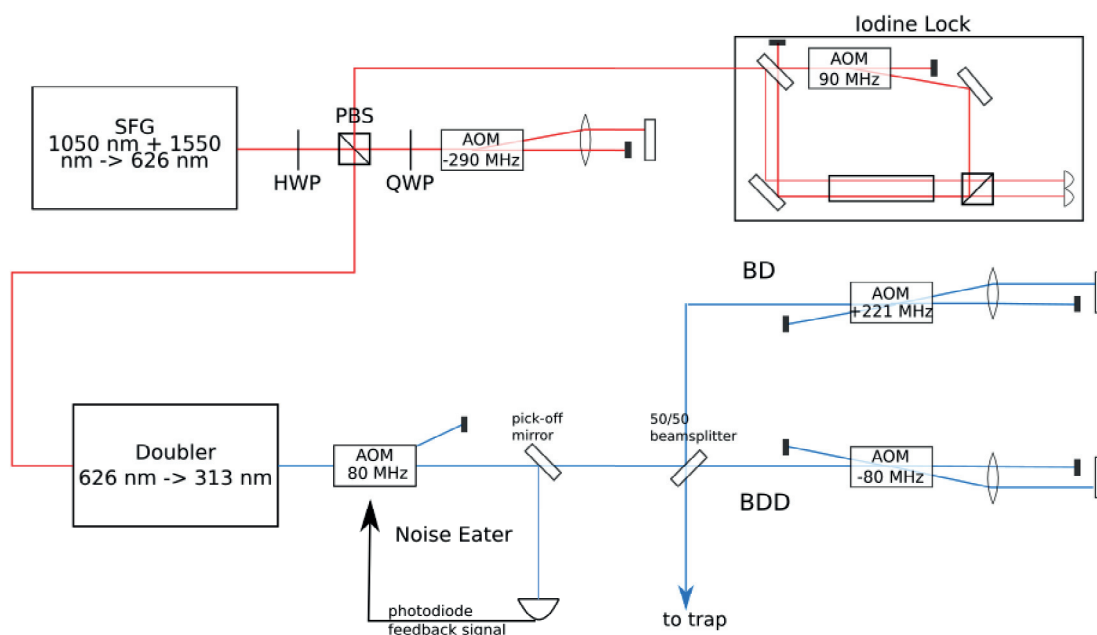 Iodine Lock
AOM
90 MHz
SFG
1050 nm + 1550
nm -> 626 nm
PBS
HWP
QWP
AOM
-290 MHz
BD
AOM
+221 MHz
pick-off
mirror
50/50
beamsplitter
Doubler
626 nm -> 313 nm
AOM
80 MHz
AOM
-80 MHz
BDD
Noise Eater
photodiode
feedback signal
to trap